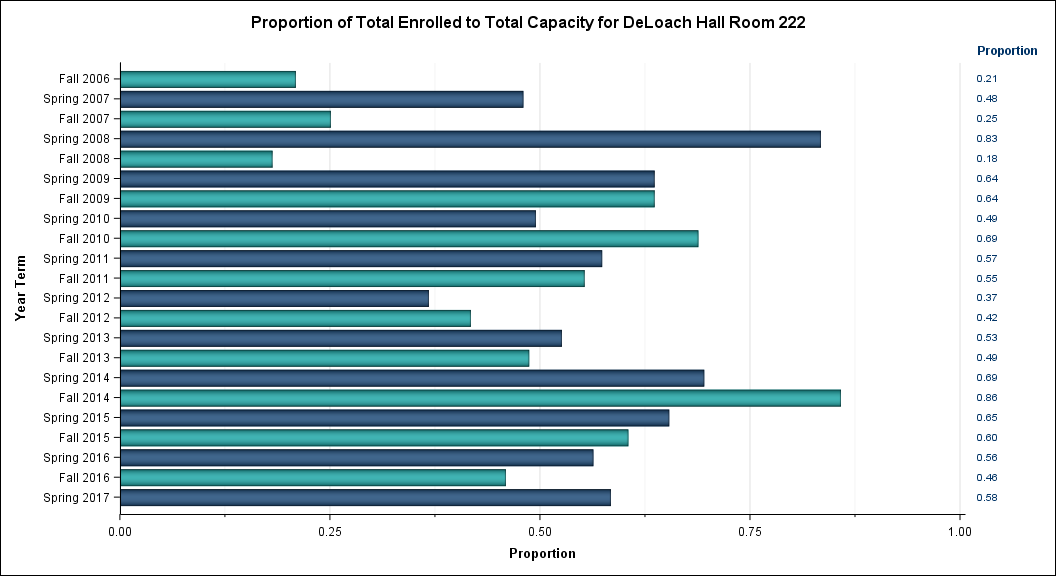 Proportion of Total Enrolled to Total Capacity for DeLoach Hall Room 222
Proportion
Fall 2006 0.21
Spring 2007 0.48
Fall 2007 0.25
Spring 2008 0.83
Fall 2008 0.18
Spring 2009 0.64
Fall 2009 0.64
Spring 2010 0.49
Fall 2010 0.69
Spring 2011 0.57
Fall 2011 0.55
Spring 2012 0.37
Fall 2012 0.42
Spring 2013 0.53
Fall 2013 0.49
Spring 2014 0.69
Fall 2014 0.86
Spring 2015 0.65
Fall 2015 0.60
Spring 2016 0.56
Fall 2016 0.46
Spring 2017 0.58
Year Term
0.00 0.25 0.50 0.75 1.00
Proportion